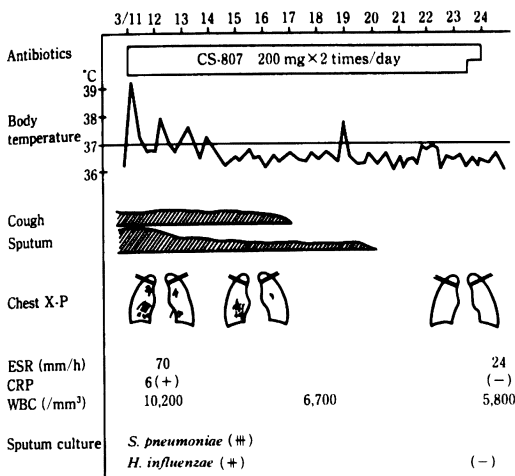 3/11 12 13 14 15 16 17 18 19 20 21 22 23 24
Antibiotics CS-807 200 mg×2 times/day
°C
39
38
Body temperature
37
36
Cough
Sputum
Chest X-P
ESR (mm/h) 70 24
CRP 6(+) (−)
WBC (/mm³) 10,200 6,700 5,800
Sputum culture S. pneumoniae (⧻)
H. influenzae (+) (−)